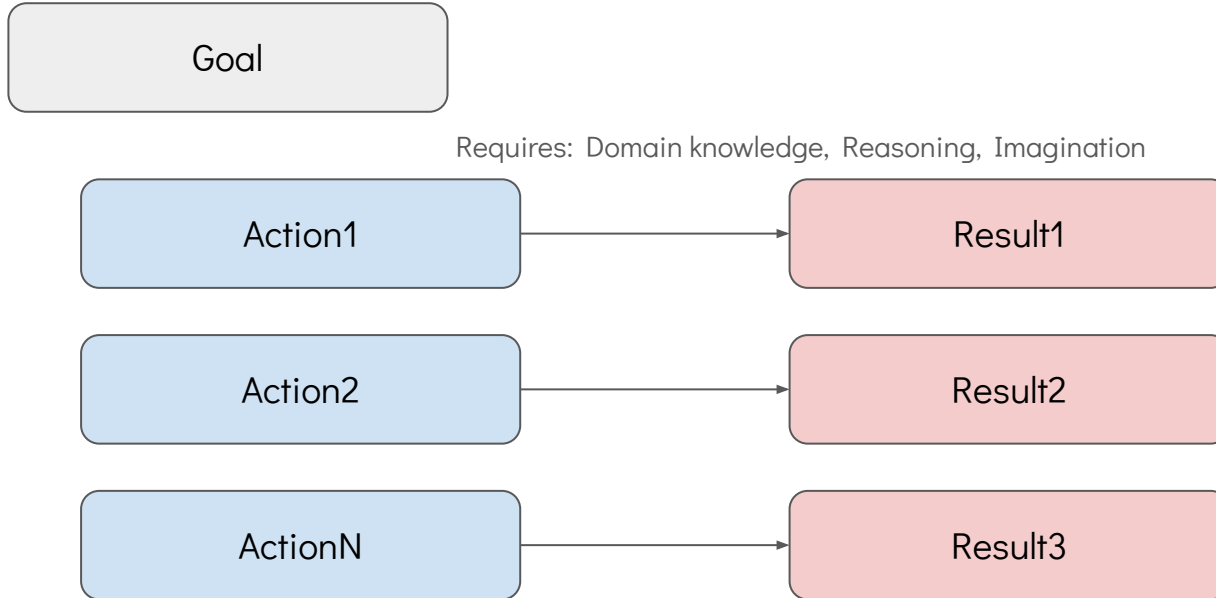 Goal
Requires: Domain knowledge, Reasoning, Imagination
Action1
Result1
Action2
Result2
ActionN
Result3